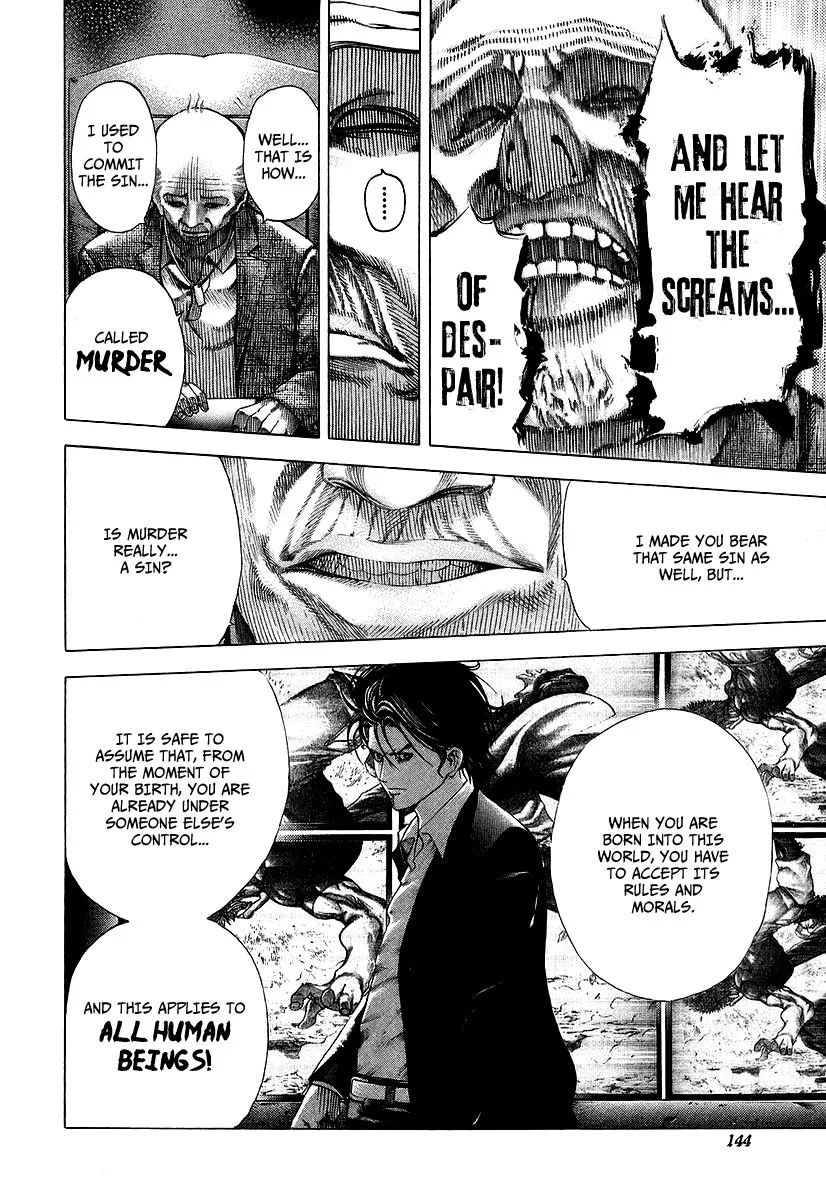 AND LET
ME HEAR
THE
SCREAMS...
OF
DES-
PAIR!
......
WELL...
THAT IS
HOW...
I USED
TO
COMMIT
THE SIN...
CALLED
MURDER
I MADE YOU BEAR
THAT SAME SIN AS
WELL, BUT...
IS MURDER
REALLY...
A SIN?
WHEN YOU ARE
BORN INTO THIS
WORLD, YOU HAVE
TO ACCEPT ITS
RULES AND
MORALS.
IT IS SAFE TO
ASSUME THAT, FROM
THE MOMENT OF
YOUR BIRTH, YOU ARE
ALREADY UNDER
SOMEONE ELSE'S
CONTROL...
AND THIS APPLIES TO
ALL HUMAN
BEINGS!
144